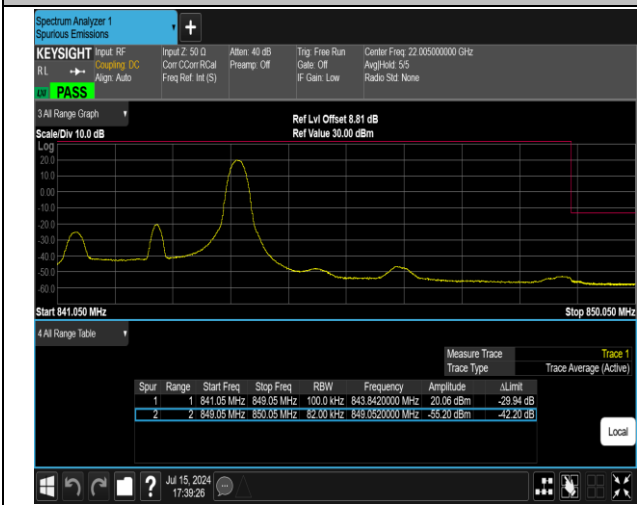 Spectrum Analyzer 1
Spurious Emissions
+
KEYSIGHT Input: RF Input Z: 50 Ω Atten: 40 dB Trig: Free Run Center Freq: 22.005000000 GHz
RL Coupling: DC Corr CCorr RCal Preamp: Off Gate: Off Avg|Hold: 5/5
Align: Auto Freq Ref: Int (S) IF Gain: Low Radio Std: None
PASS
3 All Range Graph Ref Lvl Offset 8.81 dB
Scale/Div 10.0 dB Ref Value 30.00 dBm
Log
20.0
10.0
0.00
-10.0
-20.0
-30.0
-40.0
-50.0
-60.0
Start 841.050 MHz Stop 850.050 MHz
4 All Range Table
Measure Trace Trace 1
Trace Type Trace Average (Active)
Spur Range Start Freq Stop Freq RBW Frequency Amplitude ΔLimit
1 1 841.05 MHz 849.05 MHz 100.0 kHz 843.8420000 MHz 20.06 dBm -29.94 dB
2 2 849.05 MHz 850.05 MHz 82.00 kHz 849.0520000 MHz -55.20 dBm -42.20 dB
Local
? Jul 15, 2024
17:39:26